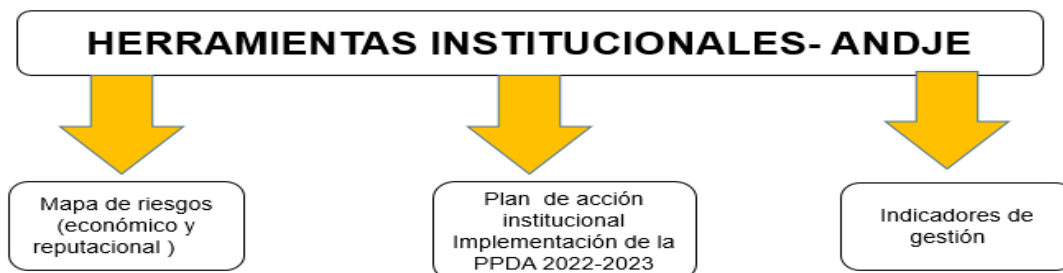 HERRAMIENTAS INSTITUCIONALES- ANDJE
Mapa de riesgos
(económico y
reputacional )
Plan de acción
institucional
Implementación de la
PPDA 2022-2023
Indicadores de
gestión